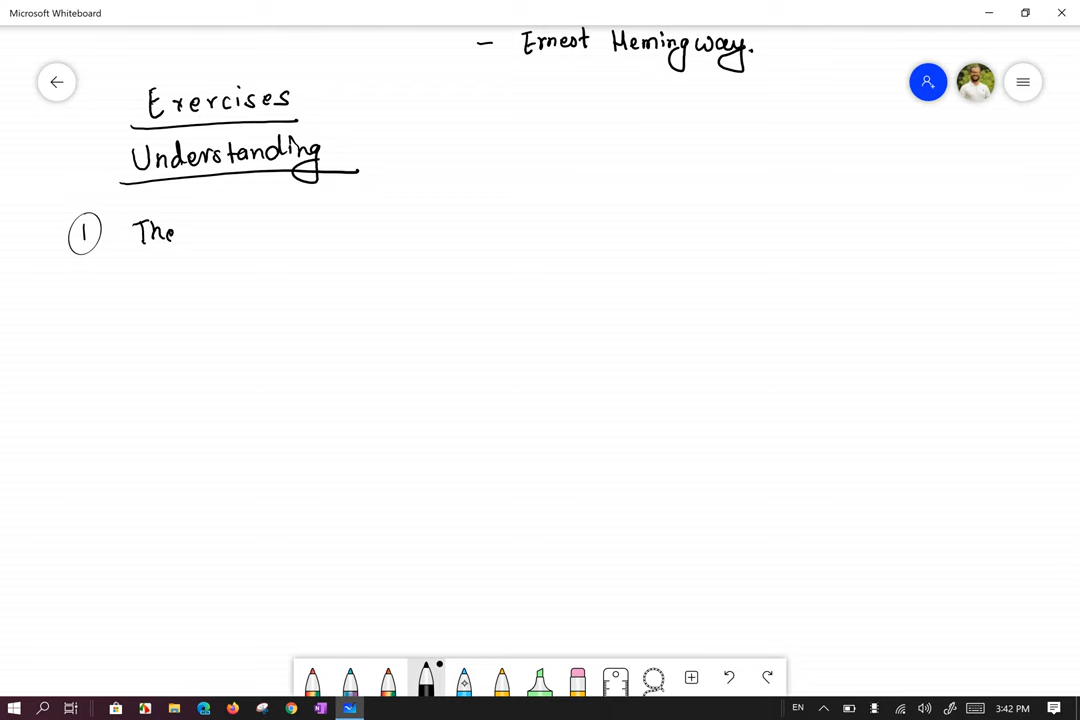 Microsoft Whiteboard
- Ernest Hemingway.
Exercises
Understanding
1 The
EN
3:42 PM